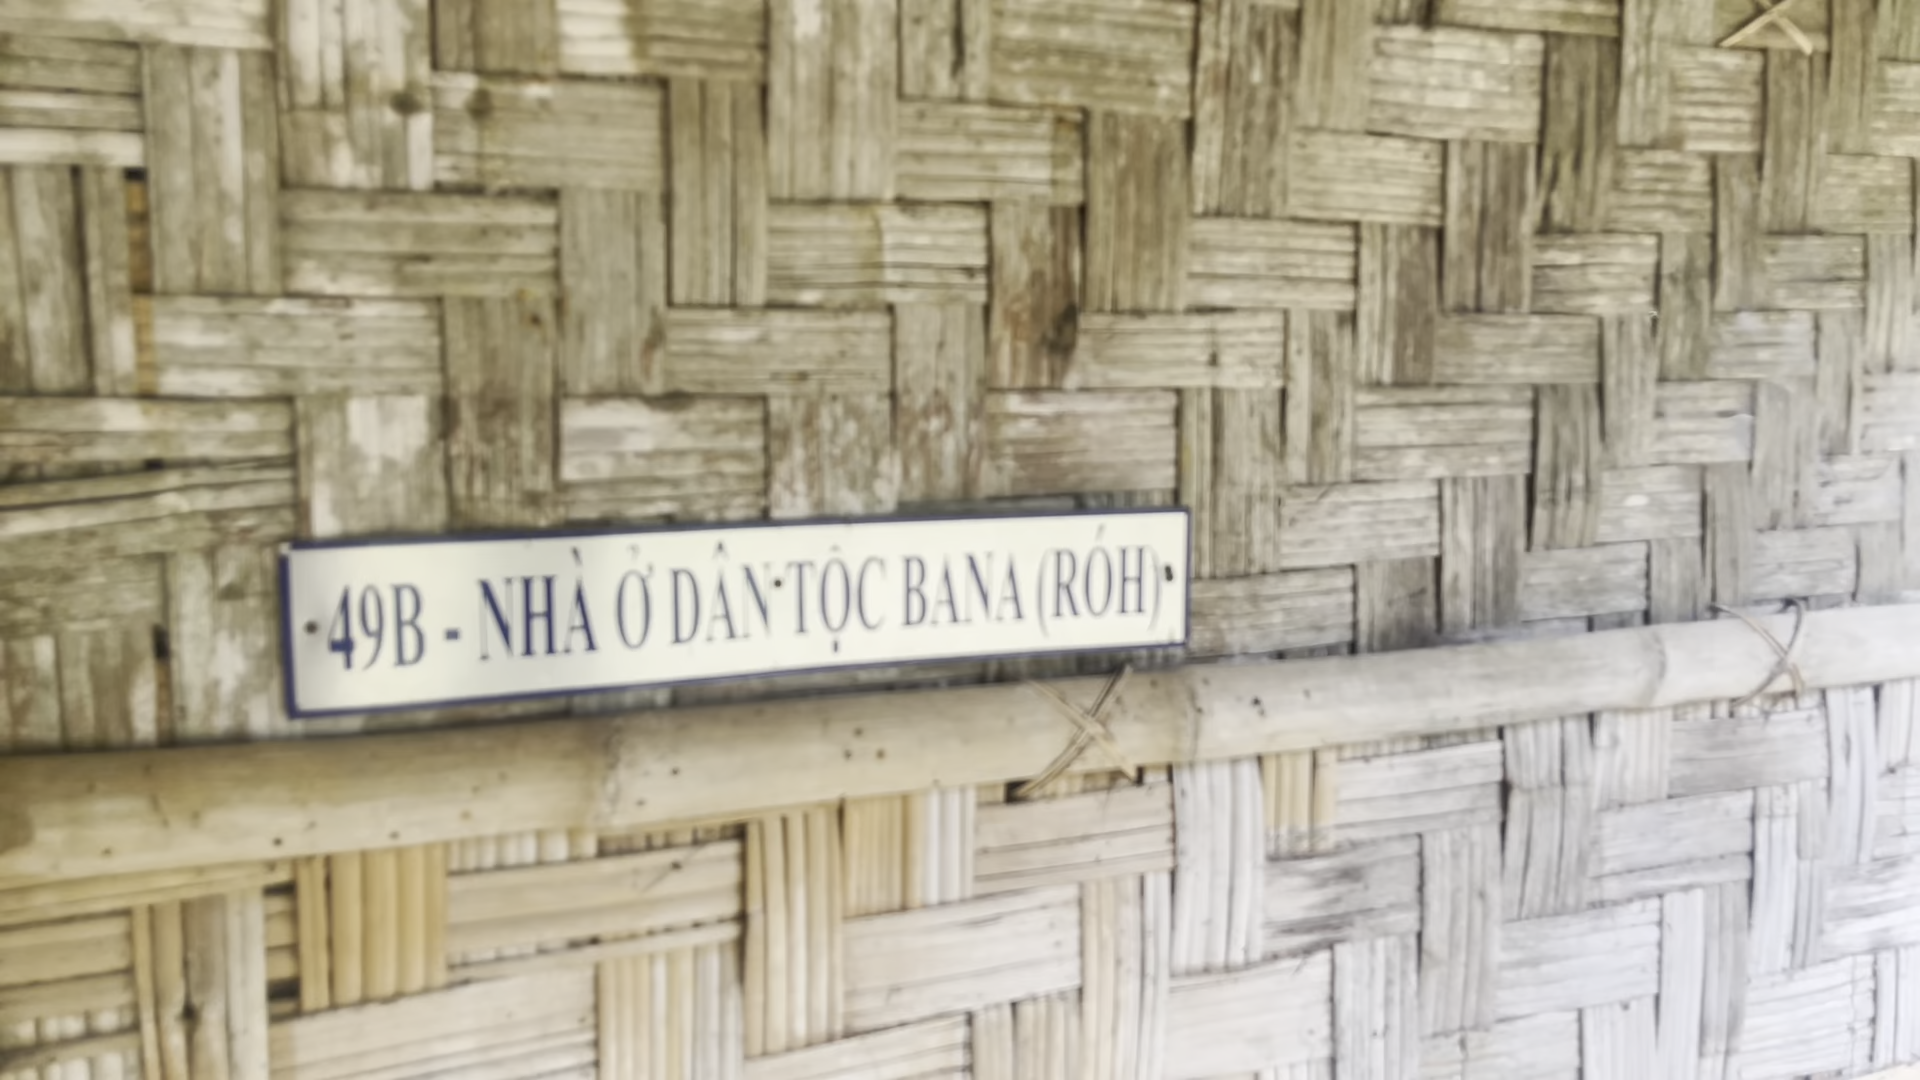 49B - NHÀ Ở DÂN TỘC BANA (RÓH)